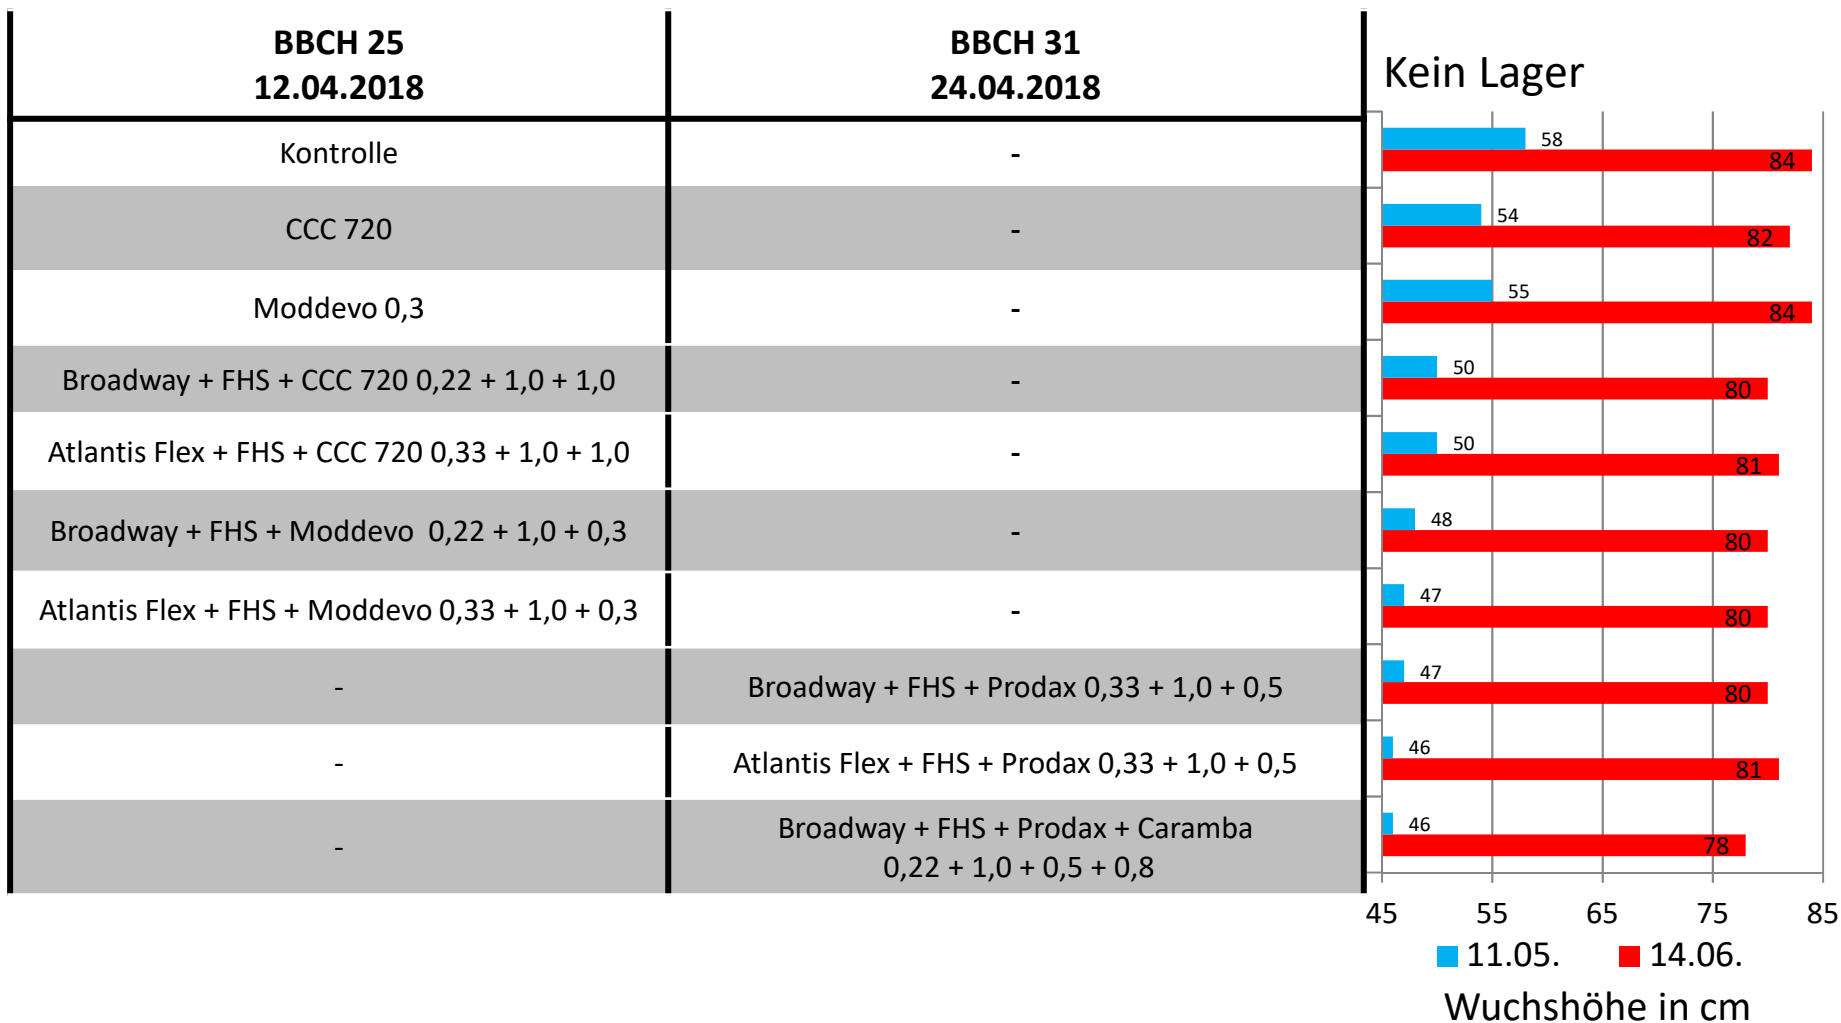 BBCH 25
12.04.2018
BBCH 31
24.04.2018
Kein Lager
Kontrolle
-
58
84
CCC 720
-
54
82
Moddevo 0,3
-
55
84
Broadway + FHS + CCC 720 0,22 + 1,0 + 1,0
-
50
80
Atlantis Flex + FHS + CCC 720 0,33 + 1,0 + 1,0
-
50
81
Broadway + FHS + Moddevo  0,22 + 1,0 + 0,3
-
48
80
Atlantis Flex + FHS + Moddevo 0,33 + 1,0 + 0,3
-
47
80
-
Broadway + FHS + Prodax 0,33 + 1,0 + 0,5
47
80
-
Atlantis Flex + FHS + Prodax 0,33 + 1,0 + 0,5
46
81
-
Broadway + FHS + Prodax + Caramba
0,22 + 1,0 + 0,5 + 0,8
46
78
45 55 65 75 85
11.05. 14.06.
Wuchshöhe in cm